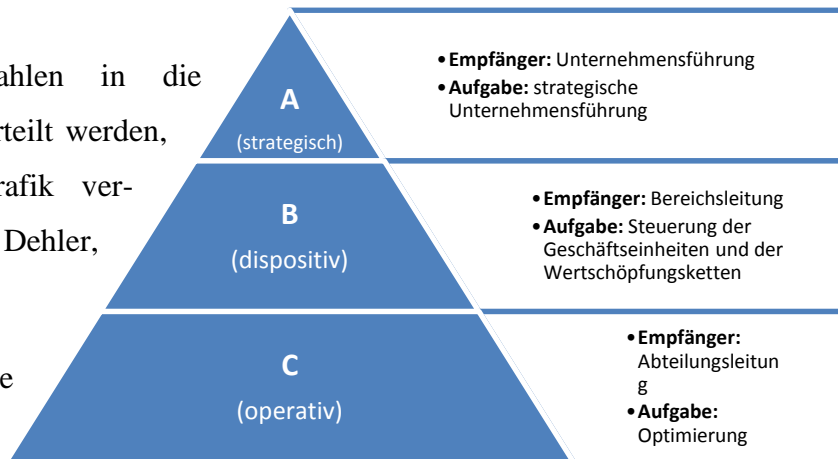 ahlen in die
rteilt werden,
rafik ver-
Dehler,
e
A
(strategisch)
•Empfänger: Unternehmensführung
•Aufgabe: strategische
Unternehmensführung
B
(dispositiv)
•Empfänger: Bereichsleitung
•Aufgabe: Steuerung der
Geschäftseinheiten und der
Wertschöpfungsketten
C
(operativ)
•Empfänger:
Abteilungsleitun
g
•Aufgabe:
Optimierung